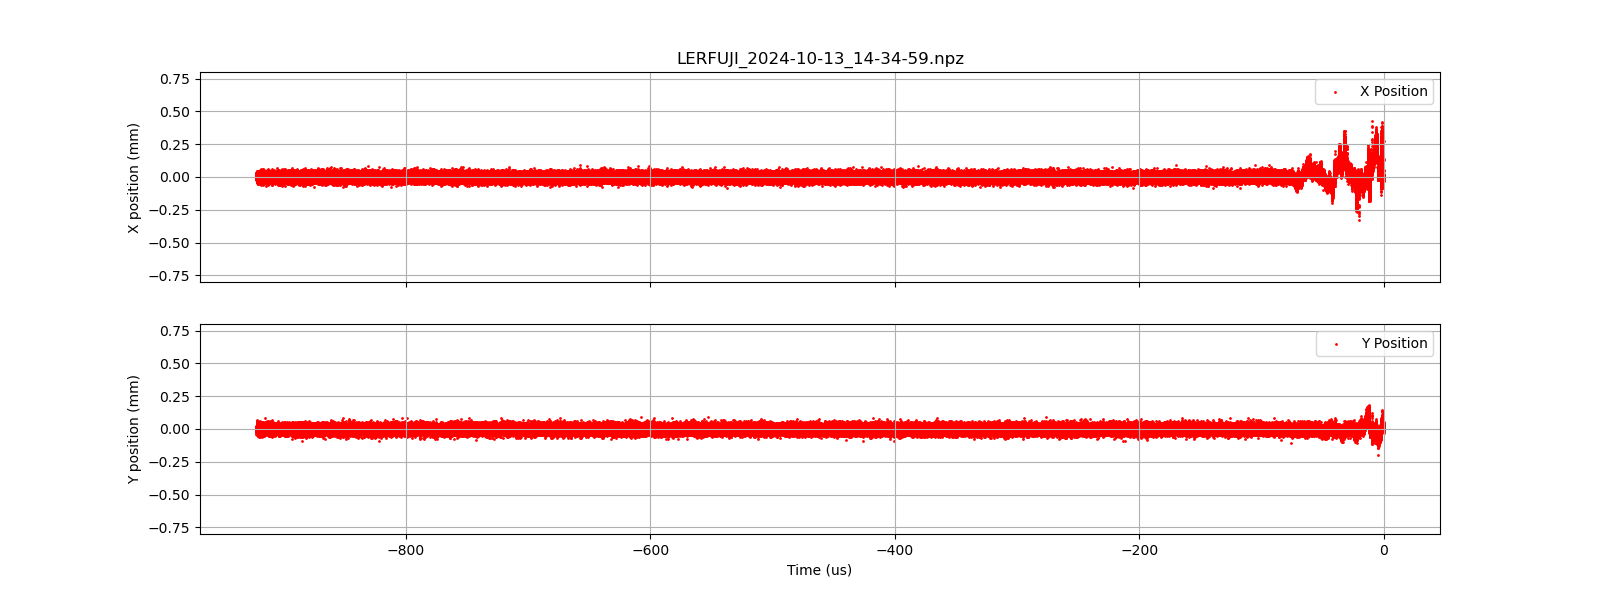 LERFUJI_2024-10-13_14-34-59.npz
0.75
0.50
0.25
0.00
−0.25
−0.50
−0.75
X position (mm)
X Position
0.75
0.50
0.25
0.00
−0.25
−0.50
−0.75
Y position (mm)
Y Position
−800 −600 −400 −200 0
Time (us)